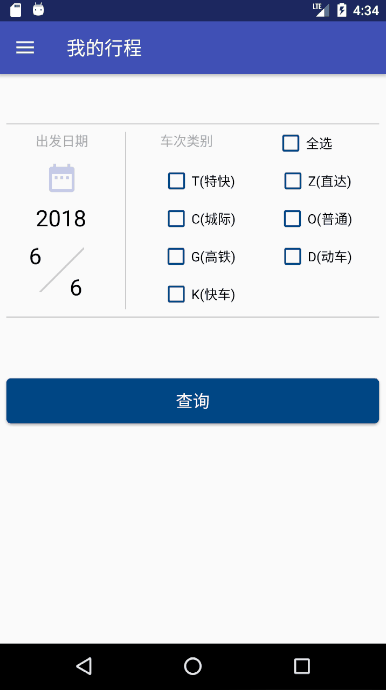 LTE 4:34
我的行程
出发日期 车次类别 全选
T(特快) Z(直达)
2018 C(城际) O(普通)
6 G(高铁) D(动车)
6 K(快车)
查询